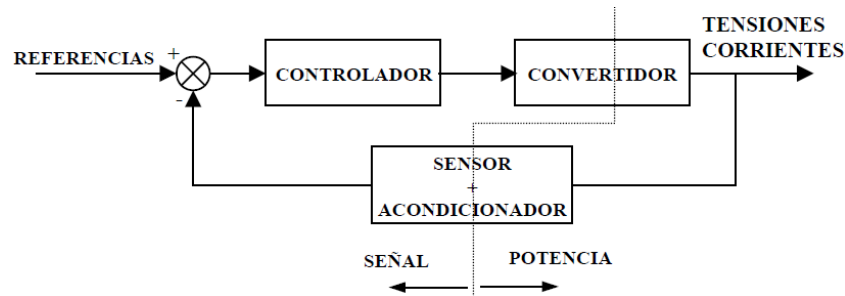 TENSIONES
CORRIENTES
REFERENCIAS
+
-
CONTROLADOR
CONVERTIDOR
SENSOR
+
ACONDICIONADOR
SEÑAL
POTENCIA